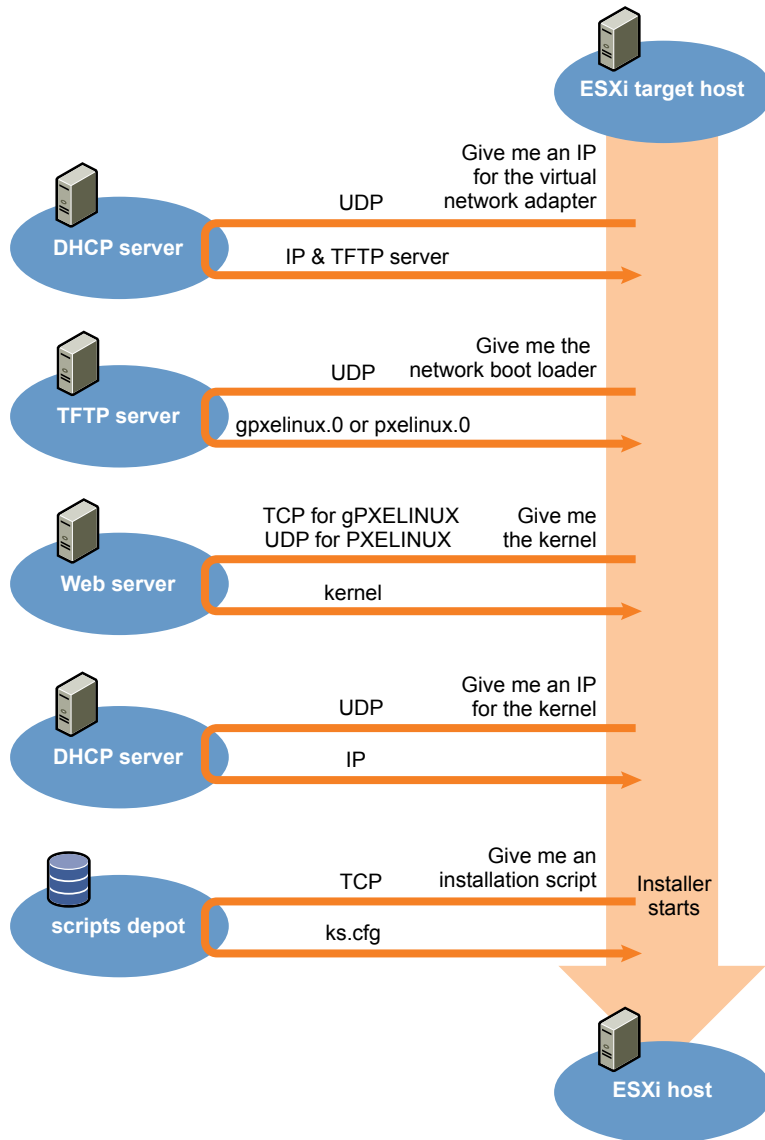 ESXi target host
Give me an IP
for the virtual
network adapter
UDP
DHCP server
IP & TFTP server
Give me the
network boot loader
UDP
TFTP server
gpxelinux.0 or pxelinux.0
TCP for gPXELINUX
UDP for PXELINUX
Give me
the kernel
Web server
kernel
Give me an IP
for the kernel
UDP
DHCP server
IP
Give me an
installation script
TCP
Installer
starts
scripts depot
ks.cfg
ESXi host